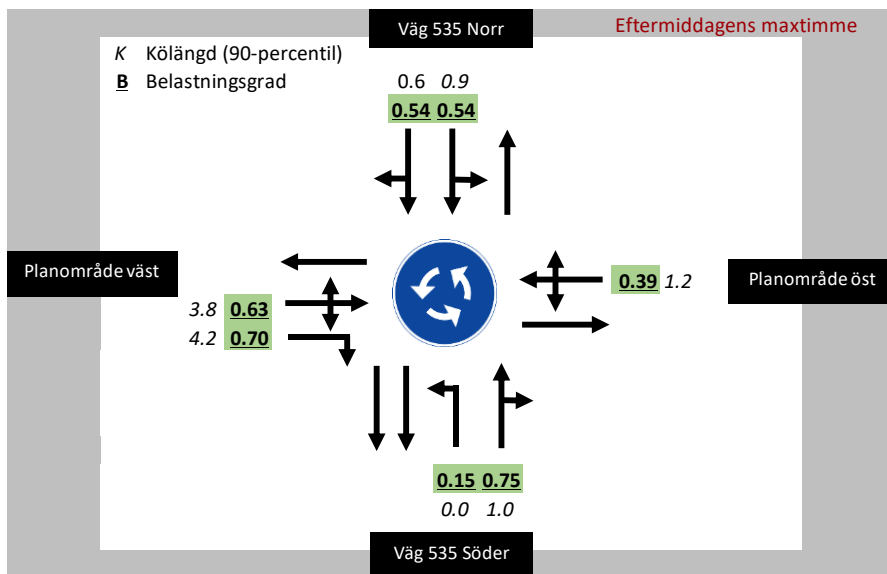 Väg 535 Norr
Eftermiddagens maxtimme
K Kölängd (90-percentil)
B Belastningsgrad
0.6 0.9
0.54 0.54
Planområde väst
0.39 1.2
Planområde öst
3.8 0.63
4.2 0.70
0.15 0.75
0.0 1.0
Väg 535 Söder